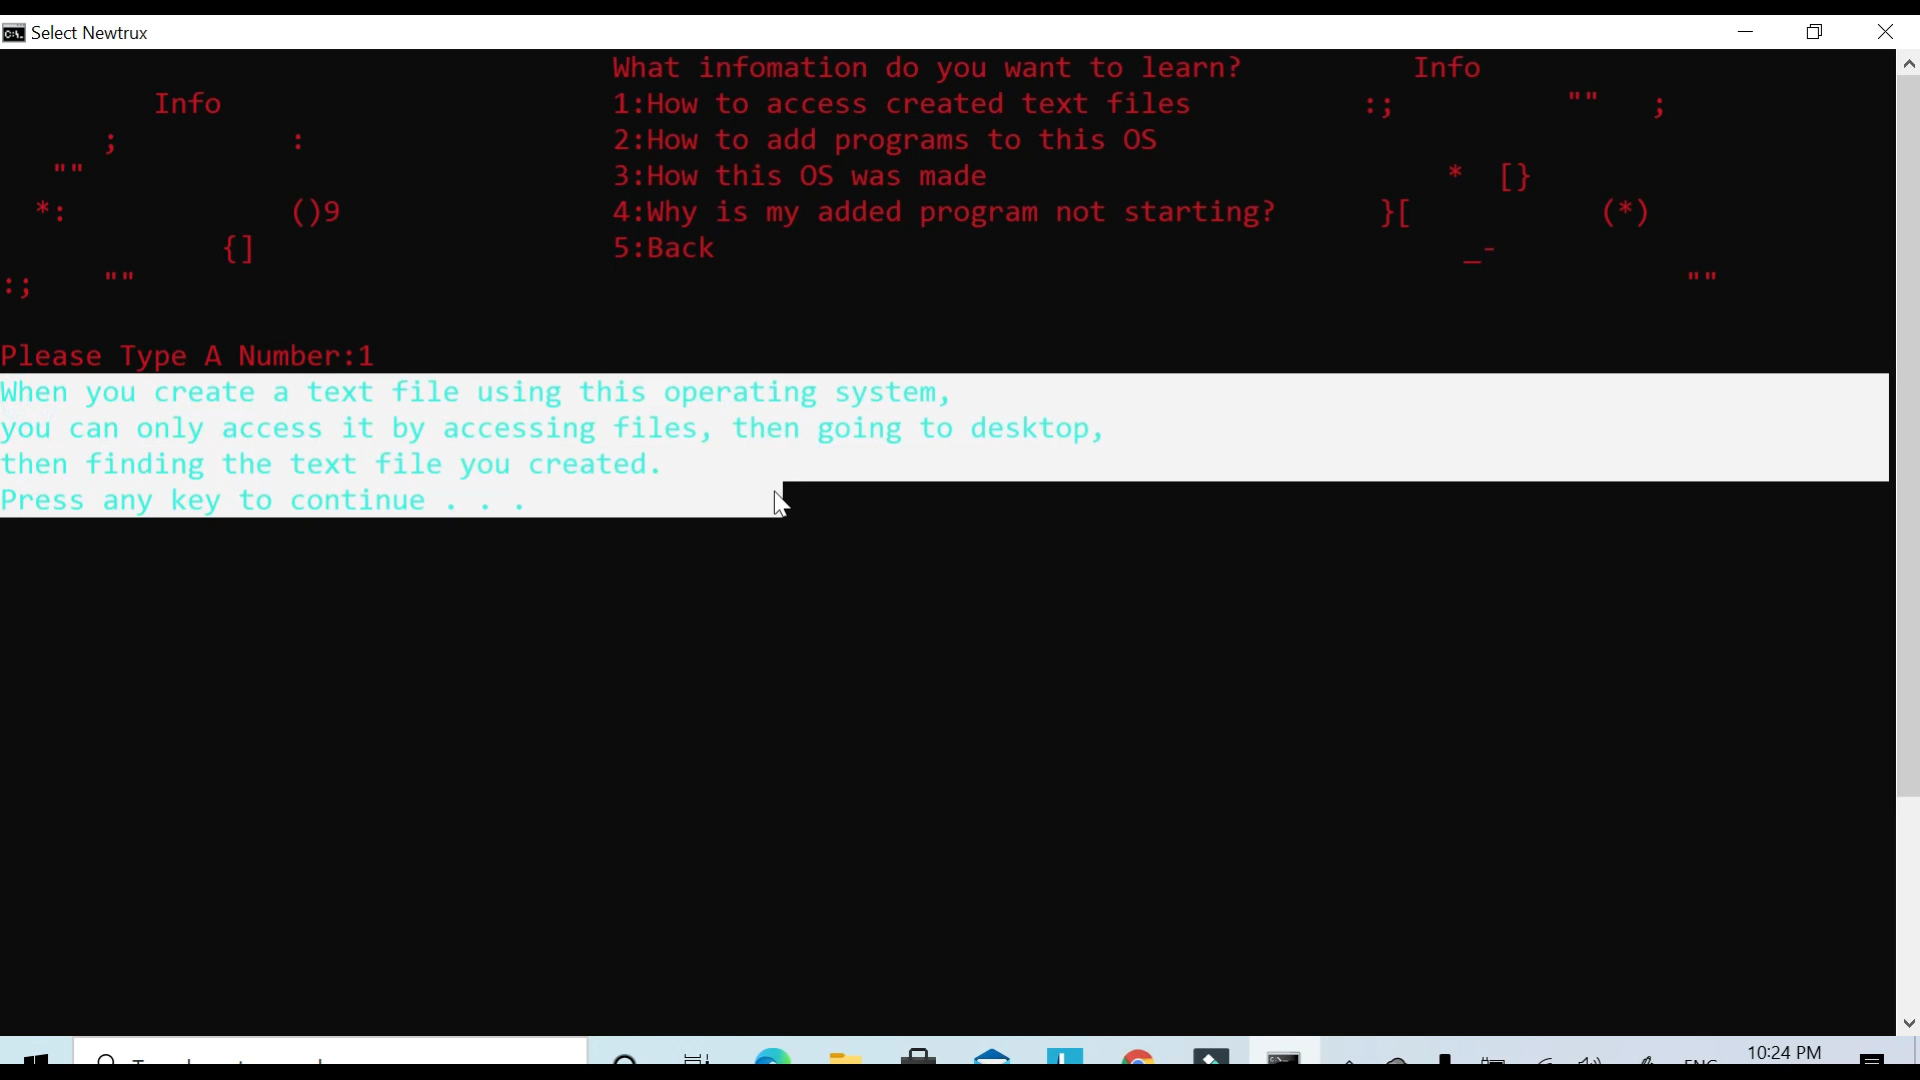 Select Newtrux
What infomation do you want to learn? Info
Info 1:How to access created text files :; "" ;
; : 2:How to add programs to this OS
"" 3:How this OS was made * [}
*: ()9 4:Why is my added program not starting? }[ (*)
{] 5:Back _-
:; "" ""
Please Type A Number:1
When you create a text file using this operating system,
you can only access it by accessing files, then going to desktop,
then finding the text file you created.
Press any key to continue . . .
10:24 PM